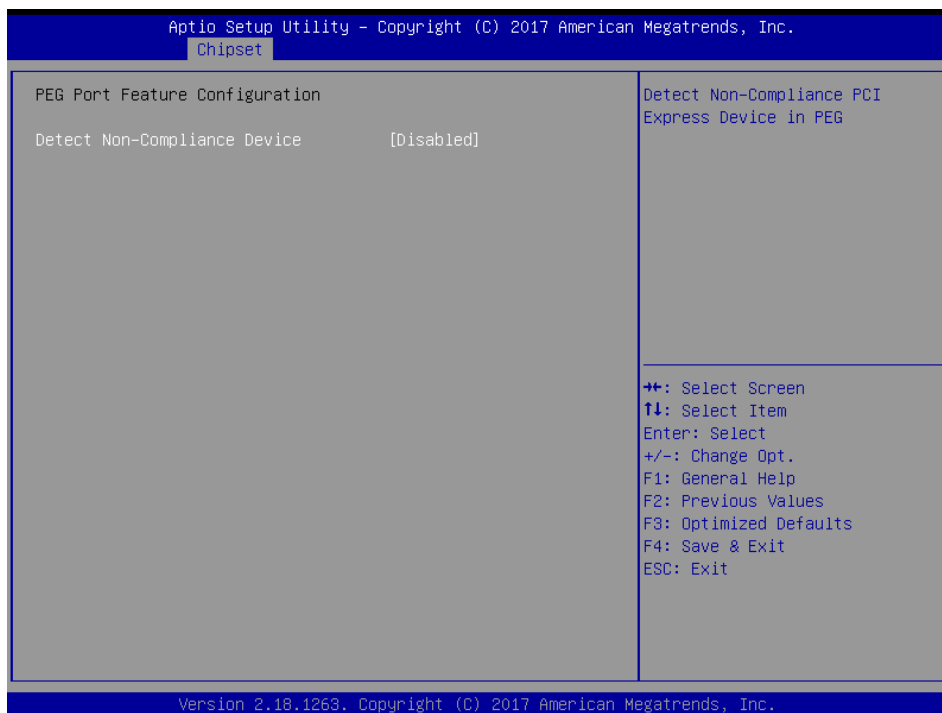 Aptio Setup Utility – Copyright (C) 2017 American Megatrends, Inc.
Chipset
PEG Port Feature Configuration
Detect Non-Compliance Device [Disabled]
Detect Non-Compliance PCI
Express Device in PEG
→←: Select Screen
↑↓: Select Item
Enter: Select
+/-: Change Opt.
F1: General Help
F2: Previous Values
F3: Optimized Defaults
F4: Save & Exit
ESC: Exit
Version 2.18.1263. Copyright (C) 2017 American Megatrends, Inc.